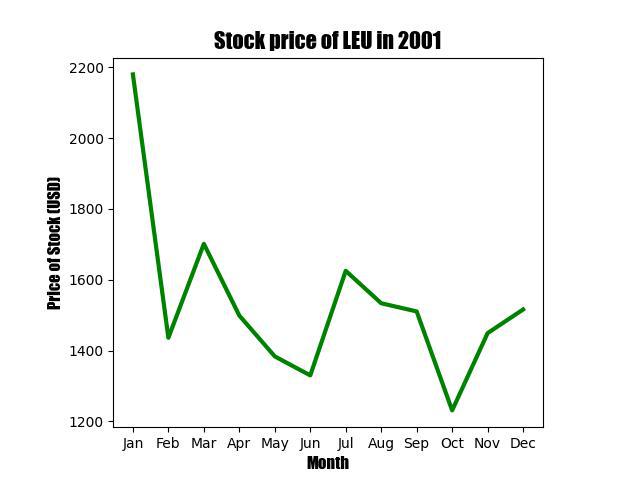 Stock price of LEU in 2001
Price of Stock (USD)
2200
2000
1800
1600
1400
1200
Jan Feb Mar Apr May Jun Jul Aug Sep Oct Nov Dec
Month